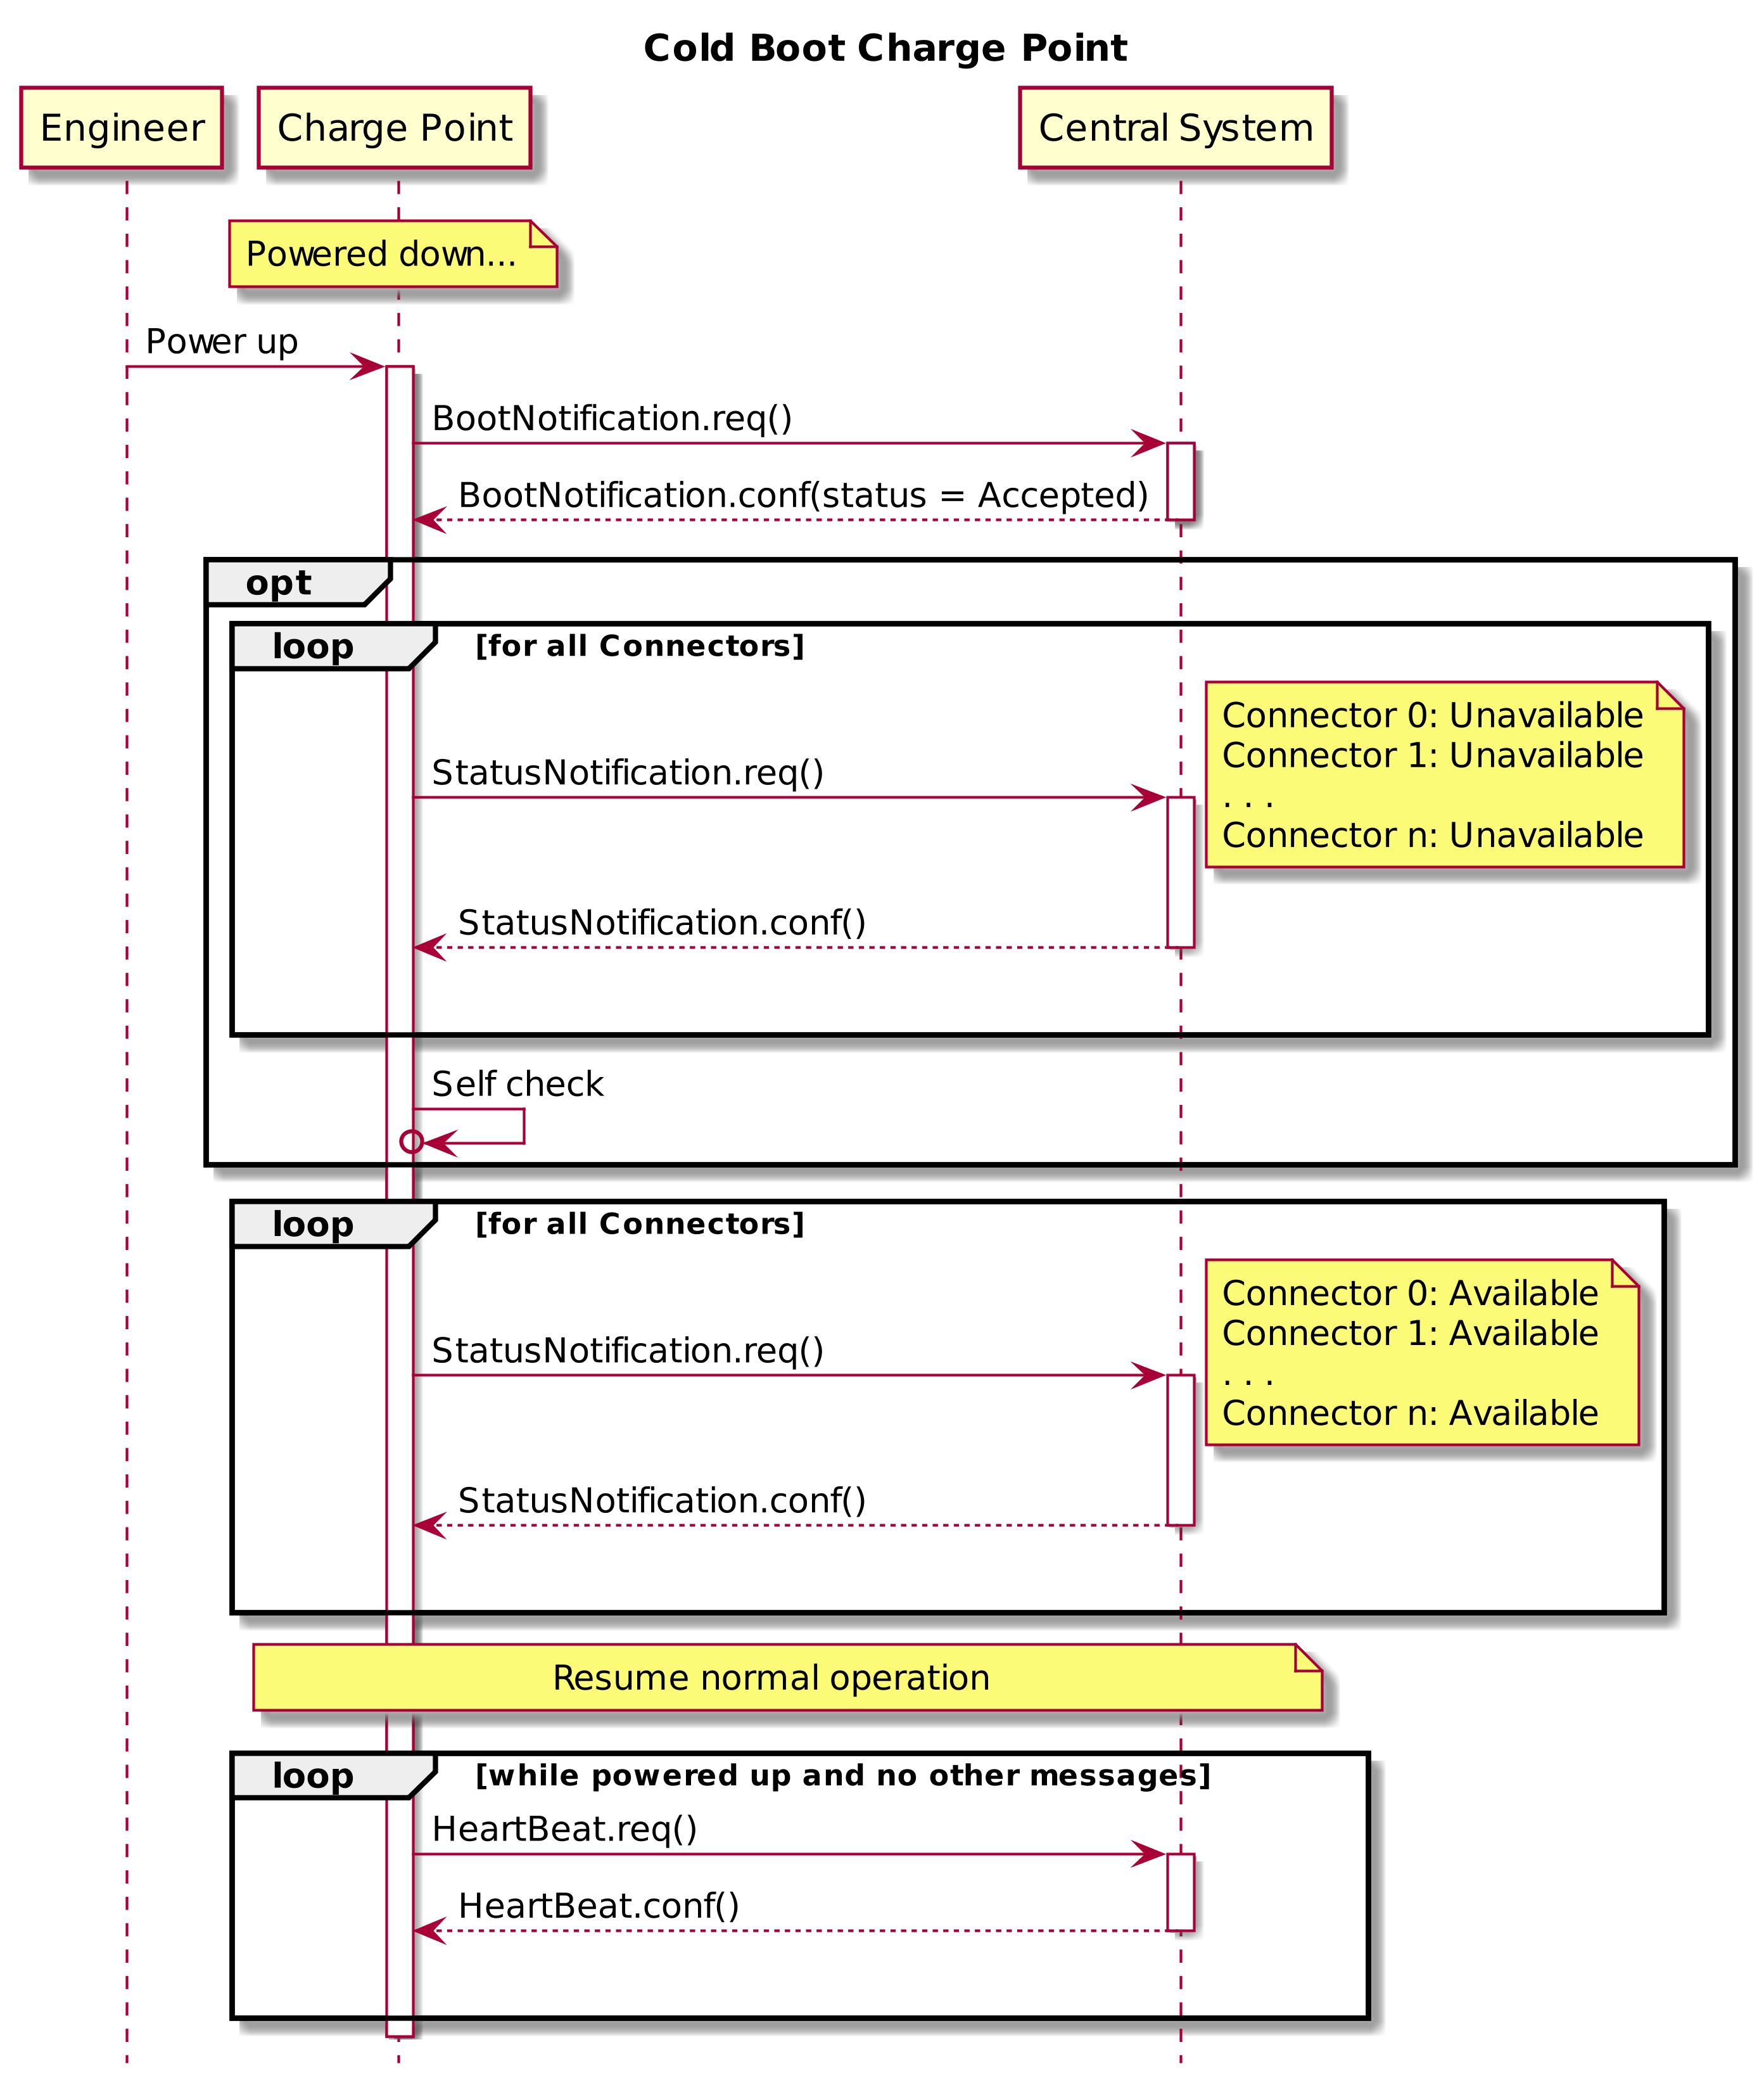 Cold Boot Charge Point
Engineer
Charge Point
Central System
Powered down...
Power up
BootNotification.req()
BootNotification.conf(status = Accepted)
opt
loop
[for all Connectors]
Connector 0: Unavailable
Connector 1: Unavailable
. . .
Connector n: Unavailable
StatusNotification.req()
StatusNotification.conf()
Self check
loop
[for all Connectors]
Connector 0: Available
Connector 1: Available
. . .
Connector n: Available
StatusNotification.req()
StatusNotification.conf()
Resume normal operation
loop
[while powered up and no other messages]
HeartBeat.req()
HeartBeat.conf()